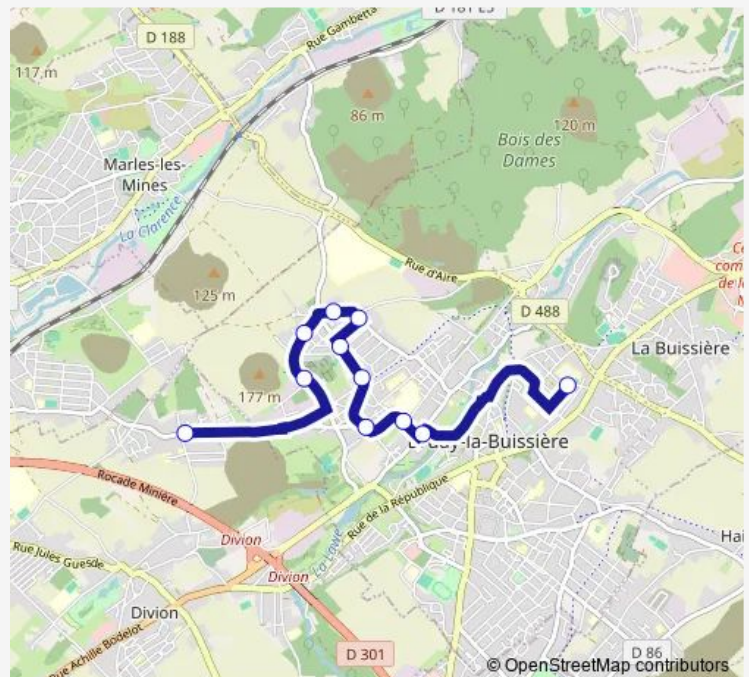 D 188
Rue Gambetta
117 m
86 m
120 m
Bois des
Dames
Marles-les-
Mines
La Clarence
125 m
Rue d'Aire
D 488
La Buissière
177 m
la-Buissière
Rocade Minière
Rue de la République
La Lawe
Rue Jules Guesde
Divion
Divion
Divion
Rue Achille Bodelot
D 301
D 86
© OpenStreetMap contributors